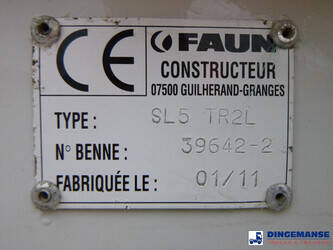 CE FAUN
CONSTRUCTEUR
07500 GUILHERAND-GRANGES
TYPE : SL5 TR2L
N° BENNE : 39642-2
FABRIQUÉE LE : 01/11
DINGEMANSE